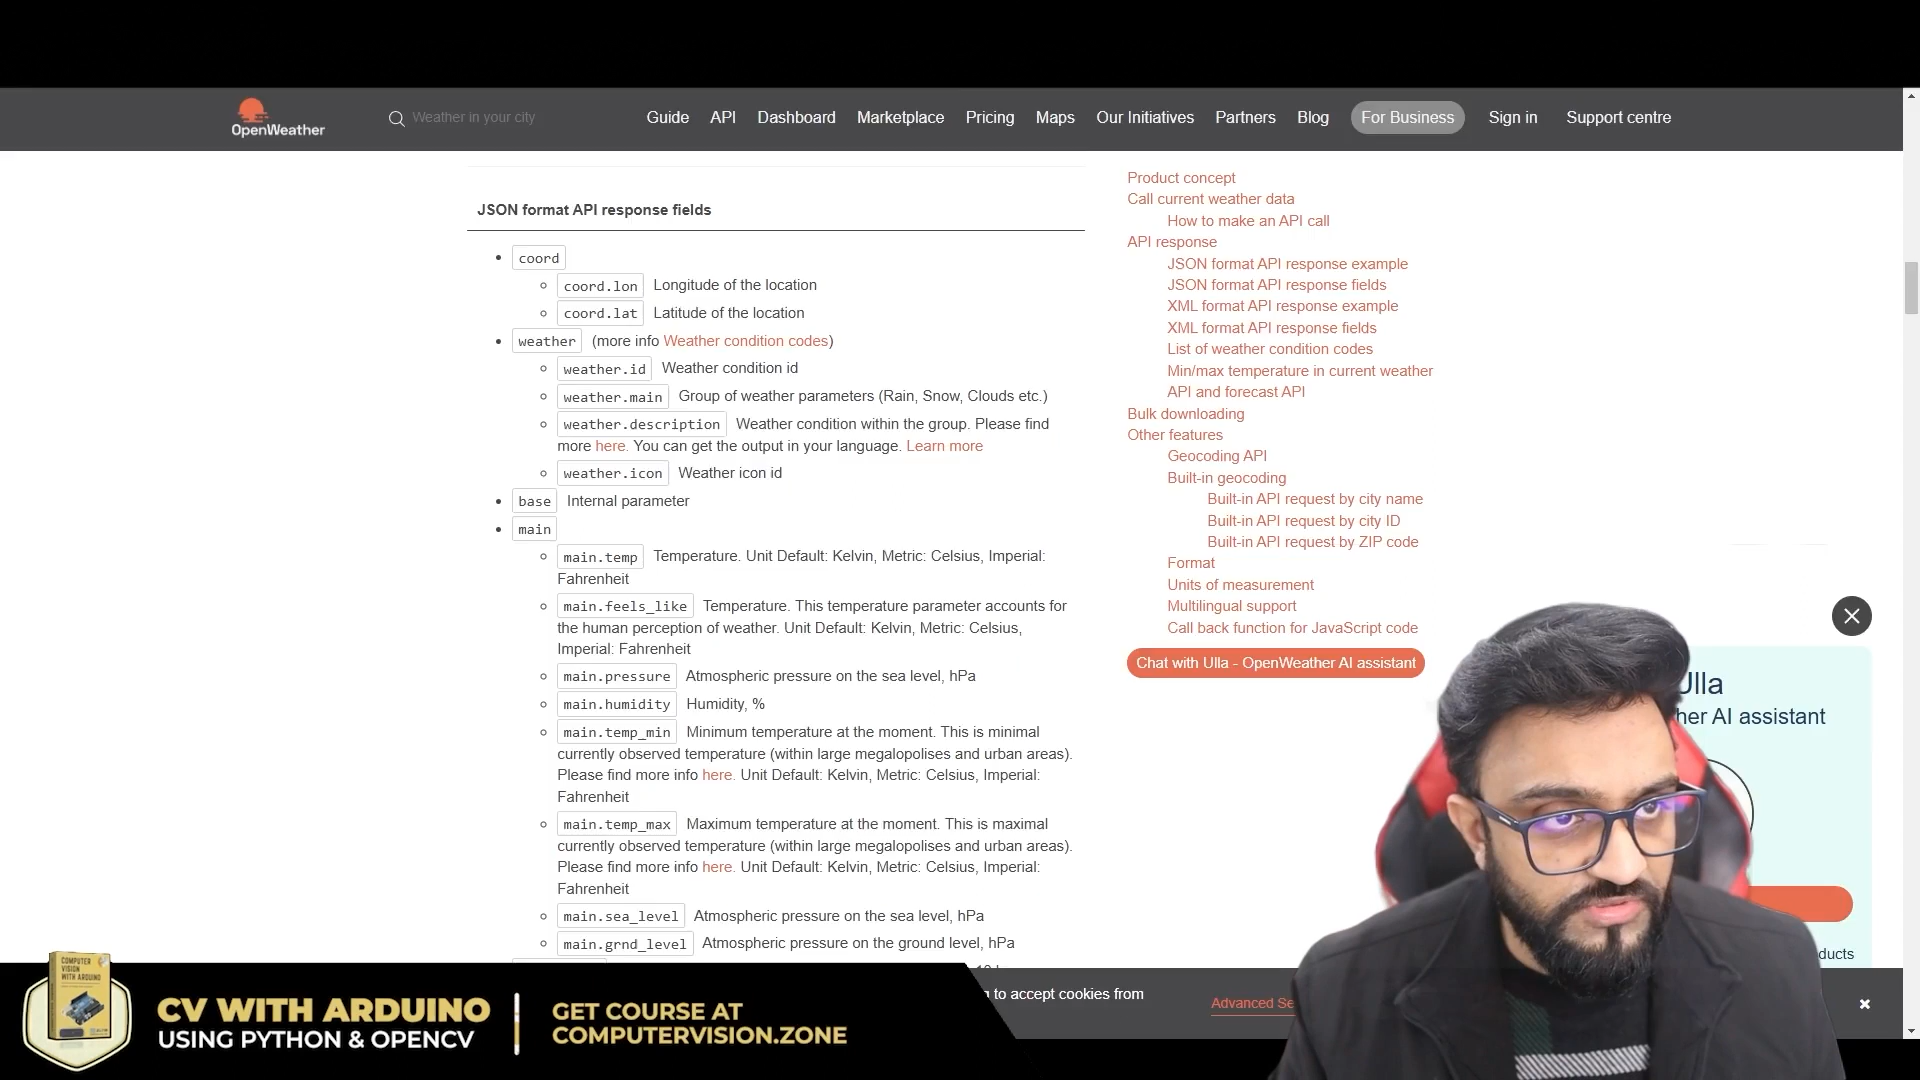 OpenWeather
Weather in your city
Guide API Dashboard Marketplace Pricing Maps Our Initiatives Partners Blog For Business Sign in Support centre
JSON format API response fields
coord
coord.lon Longitude of the location
coord.lat Latitude of the location
weather (more info Weather condition codes)
weather.id Weather condition id
weather.main Group of weather parameters (Rain, Snow, Clouds etc.)
weather.description Weather condition within the group. Please find
more here. You can get the output in your language. Learn more
weather.icon Weather icon id
base Internal parameter
main
main.temp Temperature. Unit Default: Kelvin, Metric: Celsius, Imperial:
Fahrenheit
main.feels_like Temperature. This temperature parameter accounts for
the human perception of weather. Unit Default: Kelvin, Metric: Celsius,
Imperial: Fahrenheit
main.pressure Atmospheric pressure on the sea level, hPa
main.humidity Humidity, %
main.temp_min Minimum temperature at the moment. This is minimal
currently observed temperature (within large megalopolises and urban areas).
Please find more info here. Unit Default: Kelvin, Metric: Celsius, Imperial:
Fahrenheit
main.temp_max Maximum temperature at the moment. This is maximal
currently observed temperature (within large megalopolises and urban areas).
Please find more info here. Unit Default: Kelvin, Metric: Celsius, Imperial:
Fahrenheit
main.sea_level Atmospheric pressure on the sea level, hPa
main.grnd_level Atmospheric pressure on the ground level, hPa
Product concept
Call current weather data
How to make an API call
API response
JSON format API response example
JSON format API response fields
XML format API response example
XML format API response fields
List of weather condition codes
Min/max temperature in current weather
API and forecast API
Bulk downloading
Other features
Geocoding API
Built-in geocoding
Built-in API request by city name
Built-in API request by city ID
Built-in API request by ZIP code
Format
Units of measurement
Multilingual support
Call back function for JavaScript code
Chat with Ulla - OpenWeather AI assistant
Ulla
her AI assistant
ducts
to accept cookies from
Advanced Se
COMPUTER
VISION
WITH ARDUINO
CV WITH ARDUINO
USING PYTHON & OPENCV
GET COURSE AT
COMPUTERVISION.ZONE